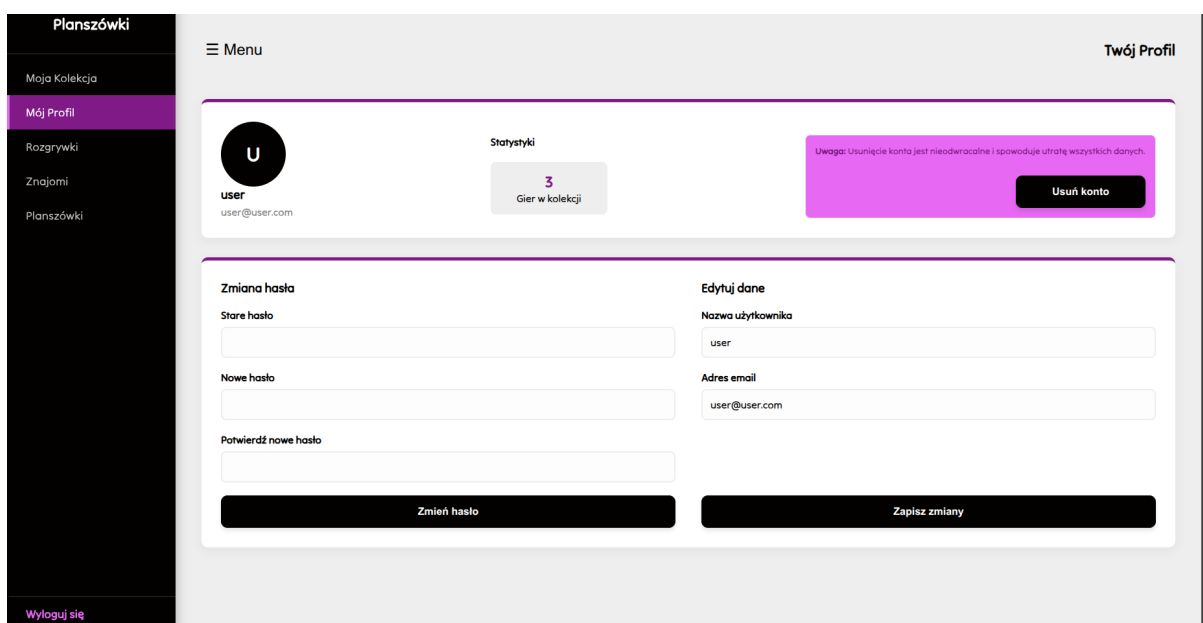 Planszówki
Moja Kolekcja
Mój Profil
Rozgrywki
Znajomi
Planszówki
Wyloguj się
☰ Menu
Twój Profil
U
user
user@user.com
Statystyki
3
Gier w kolekcji
Uwaga: Usunięcie konta jest nieodwracalne i spowoduje utratę wszystkich danych.
Usuń konto
Zmiana hasła
Stare hasło
Nowe hasło
Potwierdź nowe hasło
Zmień hasło
Edytuj dane
Nazwa użytkownika
user
Adres email
user@user.com
Zapisz zmiany